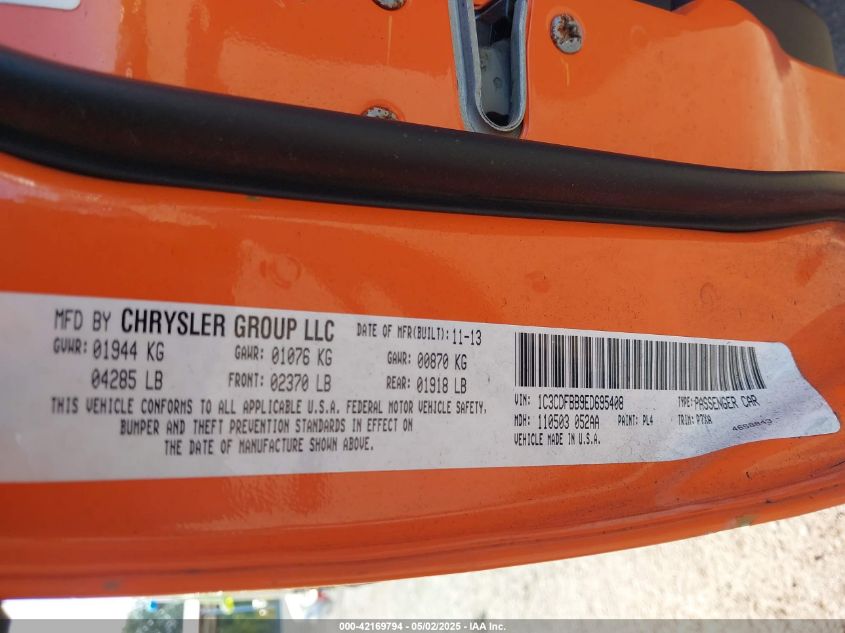 MFD BY CHRYSLER GROUP LLC DATE OF MFR(BUILT): 11-13
GVWR: 01944 KG GAWR: 01076 KG GAWR: 00870 KG
04285 LB FRONT: 02370 LB REAR: 01918 LB
THIS VEHICLE CONFORMS TO ALL APPLICABLE U.S.A. FEDERAL MOTOR VEHICLE SAFETY,
BUMPER AND THEFT PREVENTION STANDARDS IN EFFECT ON
THE DATE OF MANUFACTURE SHOWN ABOVE.
VIN: 1C3CDFBB9ED695408 TYPE: PASSENGER CAR
MDH: 110503 052AA PAINT: PL4 TRIM: P7XA
VEHICLE MADE IN U.S.A. 4658843
000-42169794 - 05/02/2025 - IAA Inc.